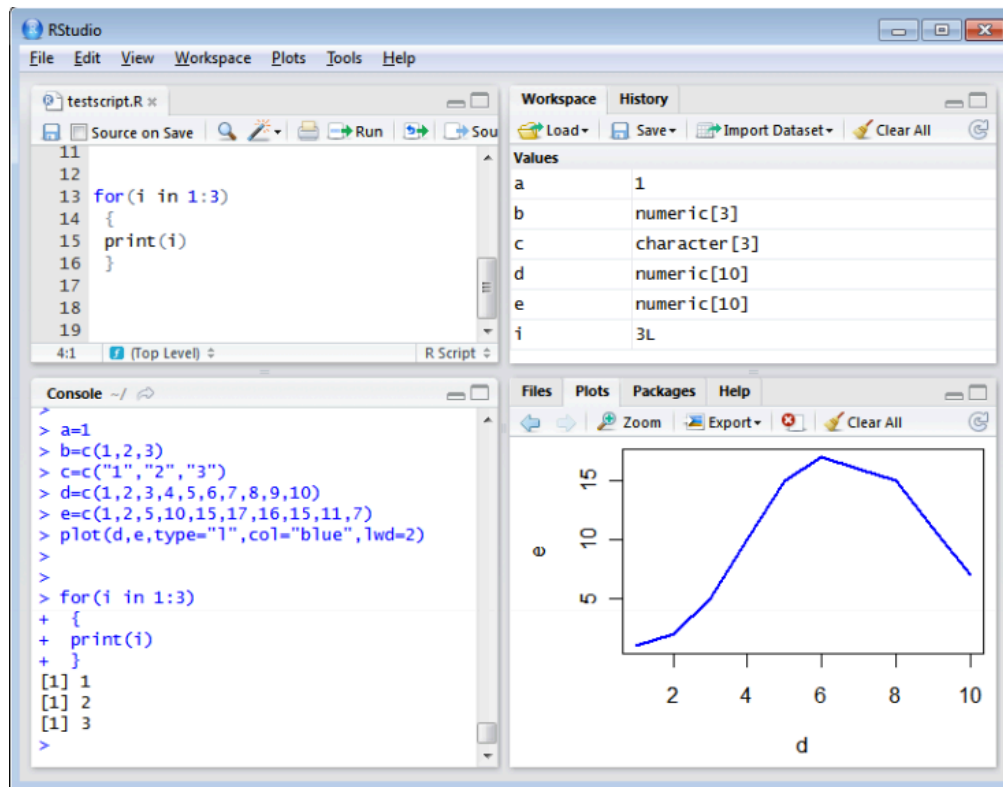 RStudio
File Edit View Workspace Plots Tools Help
testscript.R
Source on Save Run Sou
11
12
13 for(i in 1:3)
14 {
15 print(i)
16 }
17
18
19
4:1 (Top Level) R Script
Console ~/
>
> a=1
> b=c(1,2,3)
> c=c("1","2","3")
> d=c(1,2,3,4,5,6,7,8,9,10)
> e=c(1,2,5,10,15,17,16,15,11,7)
> plot(d,e,type="l",col="blue",lwd=2)
>
>
> for(i in 1:3)
+ {
+ print(i)
+ }
[1] 1
[1] 2
[1] 3
>
Workspace History
Load Save Import Dataset Clear All
Values
a 1
b numeric[3]
c character[3]
d numeric[10]
e numeric[10]
i 3L
Files Plots Packages Help
Zoom Export Clear All
15
10
5
e
2 4 6 8 10
d